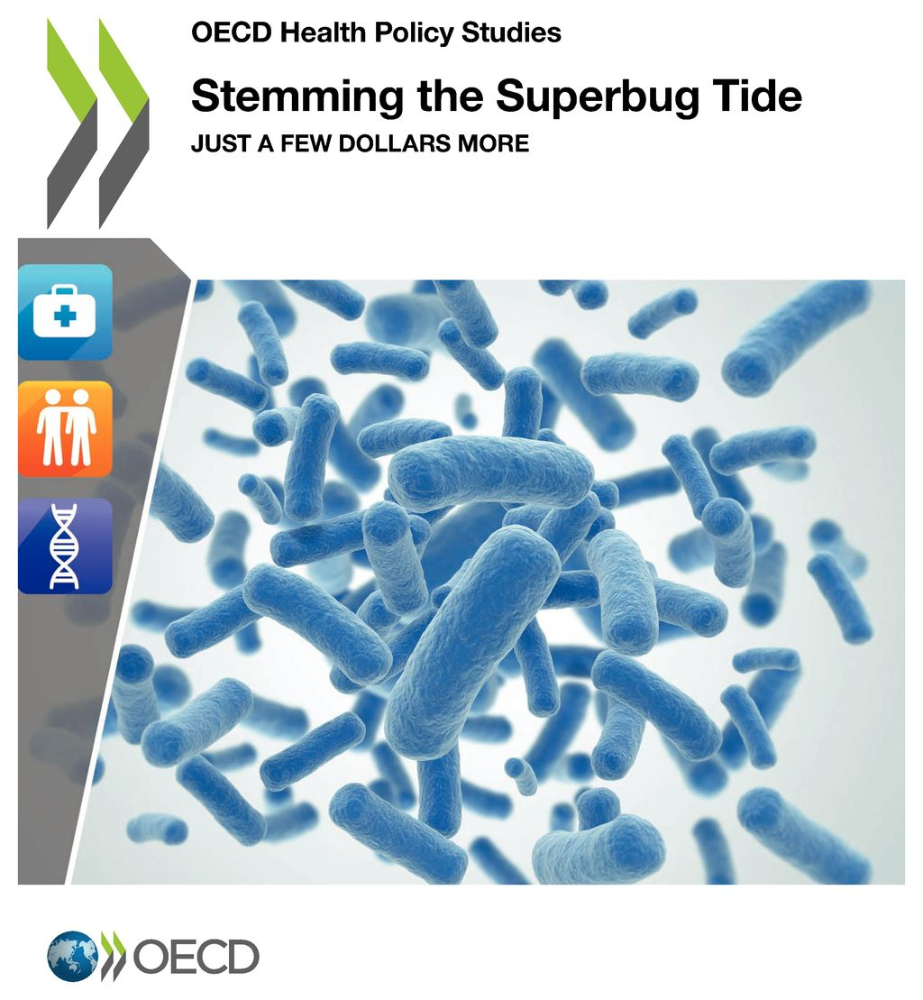 OECD Health Policy Studies
Stemming the Superbug Tide
JUST A FEW DOLLARS MORE
OECD